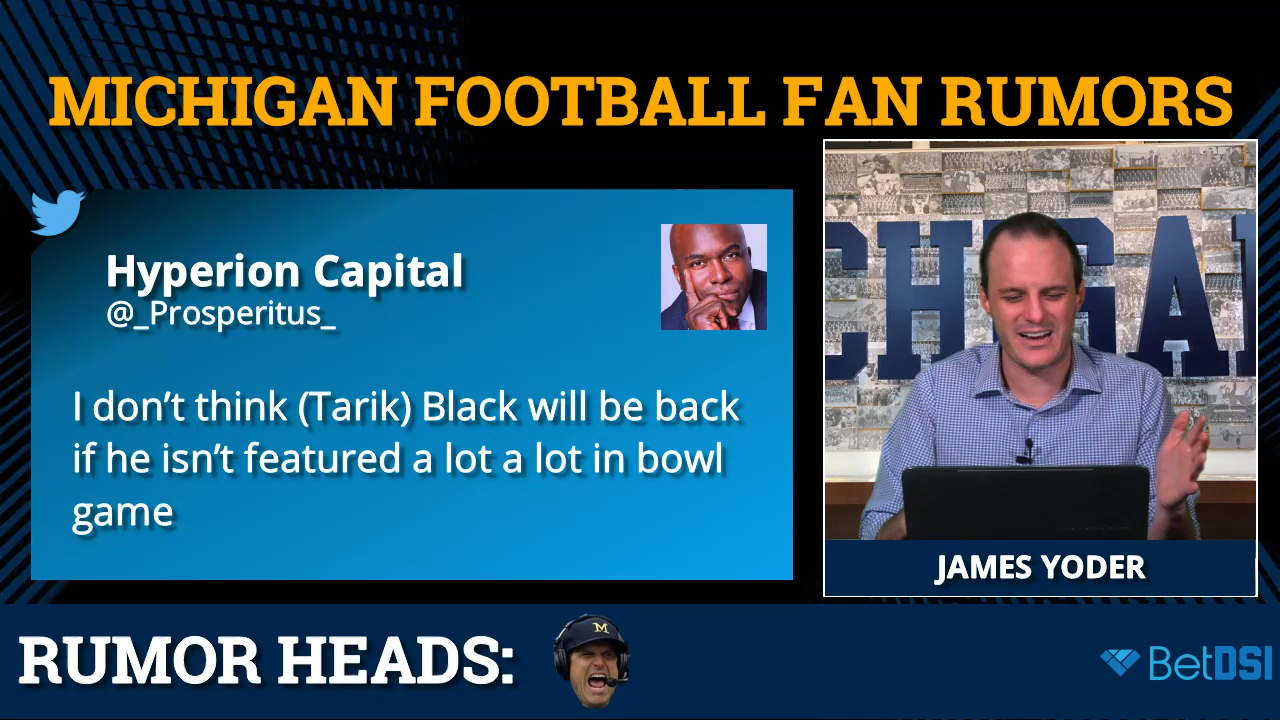 MICHIGAN FOOTBALL FAN RUMORS
Hyperion Capital
@_Prosperitus_
I don’t think (Tarik) Black will be back
if he isn’t featured a lot a lot in bowl
game
CHIGA
JAMES YODER
RUMOR HEADS:
M
BetDSI